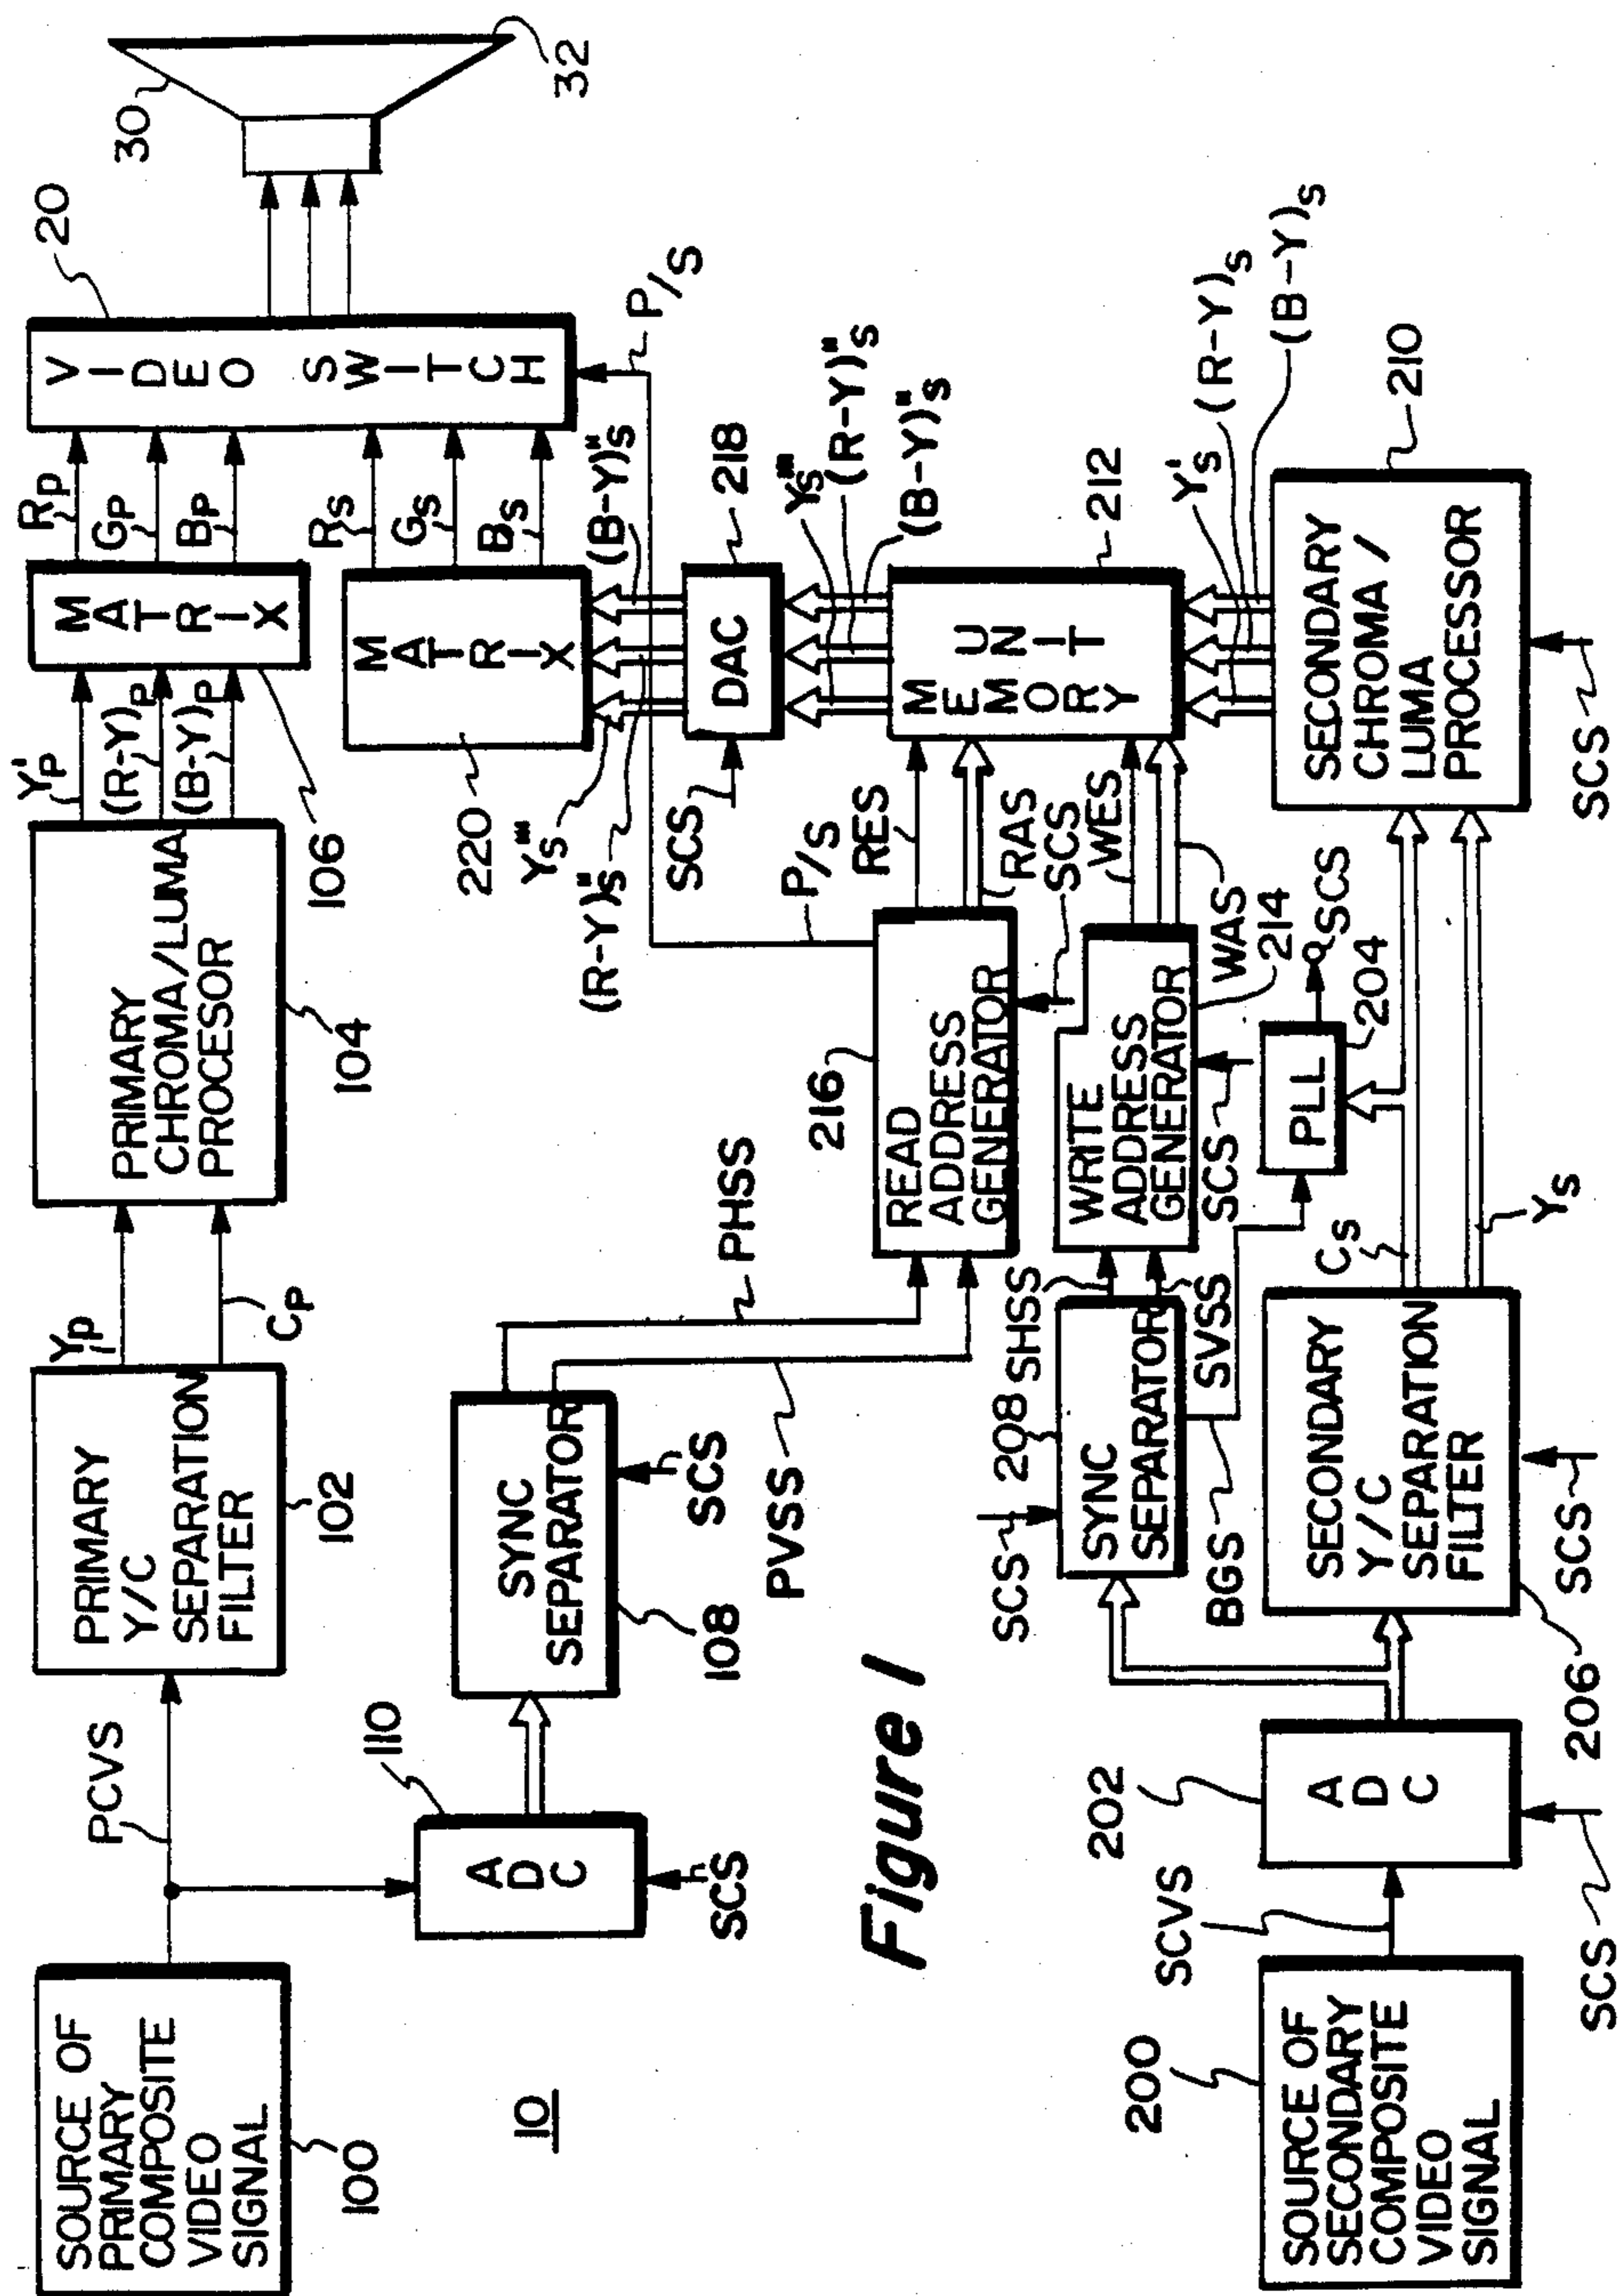 SOURCE OF
PRIMARY
COMPOSITE
VIDEO
SIGNAL
100
PCVS
PRIMARY
Y/C
SEPARATION
FILTER
102
Yp
Cp
PRIMARY
CHROMA/LUMA
PROCESSOR
104
Y'p
(R-Y)p
(B-Y)p
MATRIX
106
Rp
Gp
Bp
VIDEO SWITCH
20
30
32
10
ADC
110
SCS
SYNC
SEPARATOR
108
SCS
PHSS
PVSS
MATRIX
220
Rs
Gs
Bs
Y'''s
(R-Y)''s
(B-Y)''s
DAC
218
SCS
P/S
P/S
Y'''s
(R-Y)''s
(B-Y)''s
READ
ADDRESS
GENERATOR
216
RES
RAS
SCS
MEMORY UNIT
212
WRITE
ADDRESS
GENERATOR
214
WES
WAS
SCS
SYNC
SEPARATOR
208
SHSS
SVSS
SCS
BGS
PLL
204
SCS
Figure 1
SOURCE OF
SECONDARY
COMPOSITE
VIDEO
SIGNAL
200
SCVS
ADC
202
SCS
SECONDARY
Y/C
SEPARATION
FILTER
206
SCS
Cs
Ys
SECONDARY
CHROMA /
LUMA
PROCESSOR
210
SCS
Y's
(R-Y)s
(B-Y)s